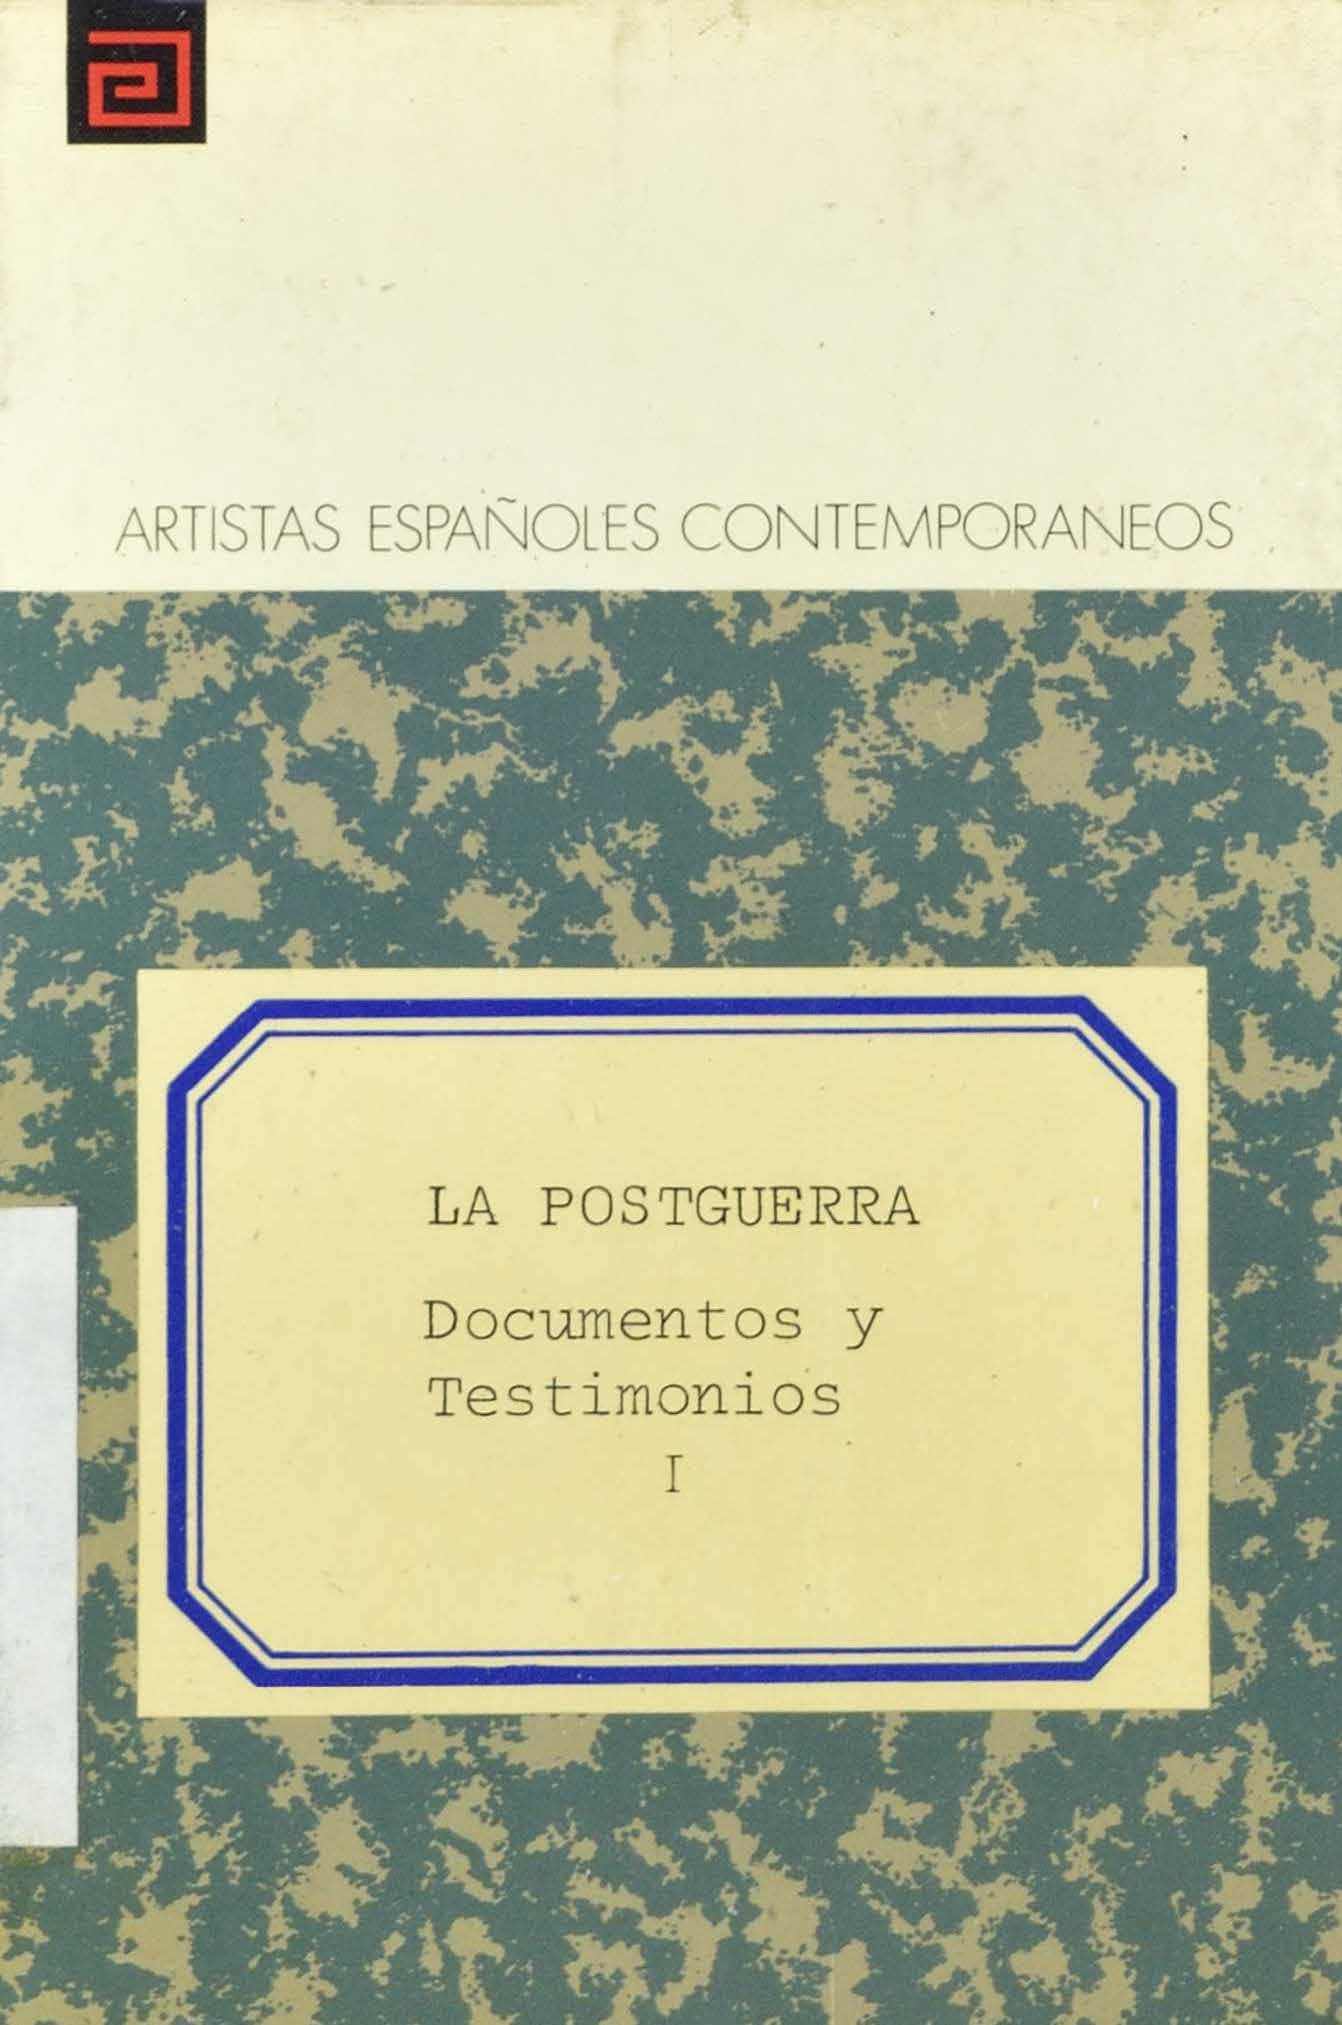 ARTISTAS ESPAÑOLES CONTEMPORANEOS
LA POSTGUERRA
Documentos y
Testimonios
I